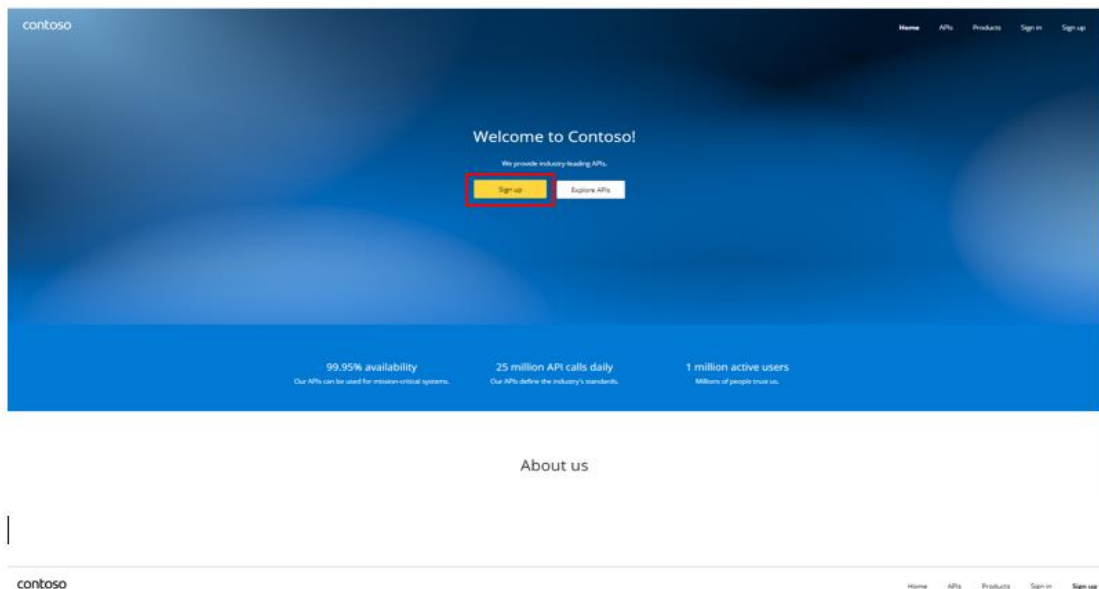 contoso
Home APIs Products Sign in Sign up
Welcome to Contoso!
We provide industry-leading APIs.
Sign up Explore APIs
99.95% availability 25 million API calls daily 1 million active users
Our APIs can be used for mission-critical systems. Our APIs define the industry's standards. Millions of people trust us.
About us
contoso
Home APIs Products Sign in Sign up